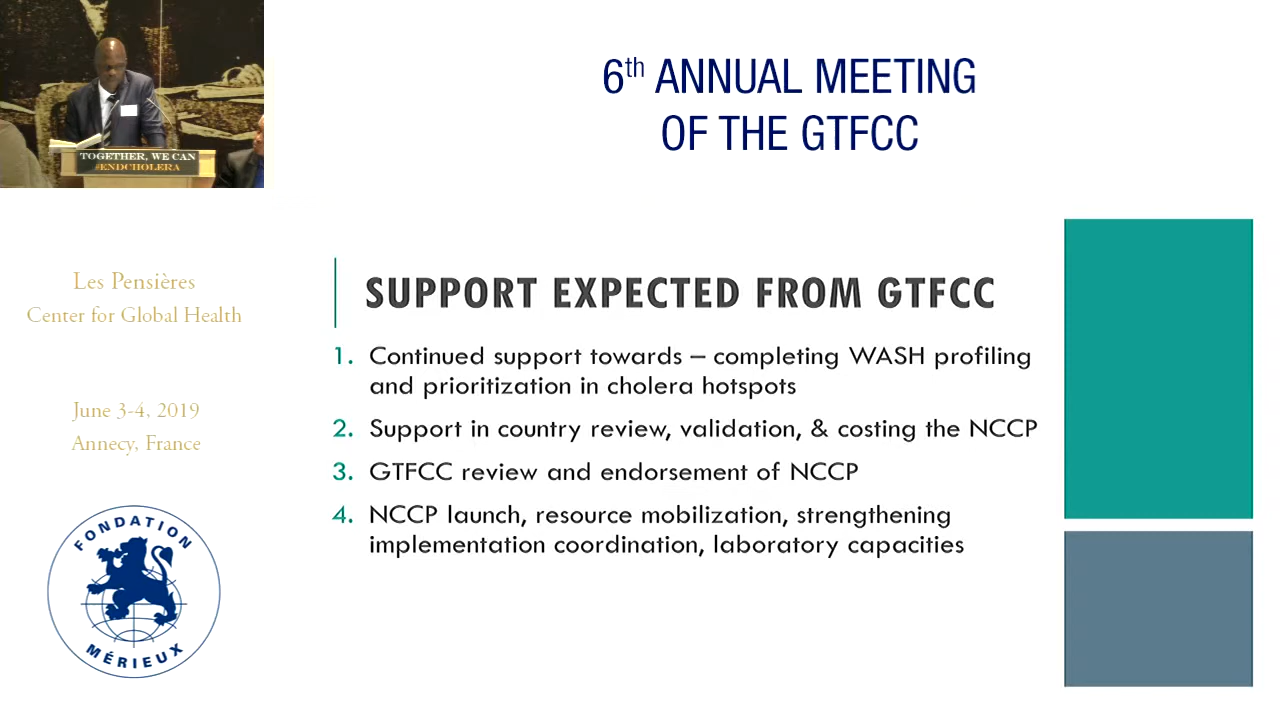 6th ANNUAL MEETING
OF THE GTFCC
TOGETHER, WE CAN
#ENDCHOLERA
Les Pensières
Center for Global Health
June 3-4, 2019
Annecy, France
FONDATION
MÉRIEUX
SUPPORT EXPECTED FROM GTFCC
1. Continued support towards – completing WASH profiling
and prioritization in cholera hotspots
2. Support in country review, validation, & costing the NCCP
3. GTFCC review and endorsement of NCCP
4. NCCP launch, resource mobilization, strengthening
implementation coordination, laboratory capacities